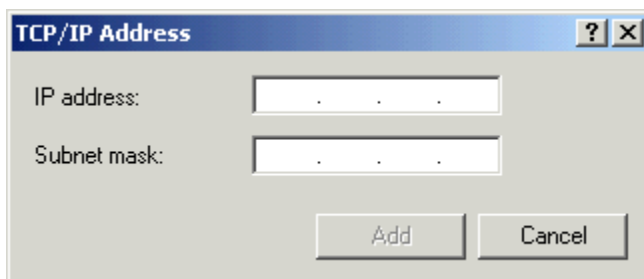 TCP/IP Address ? X
IP address: . . .
Subnet mask: . . .
Add Cancel